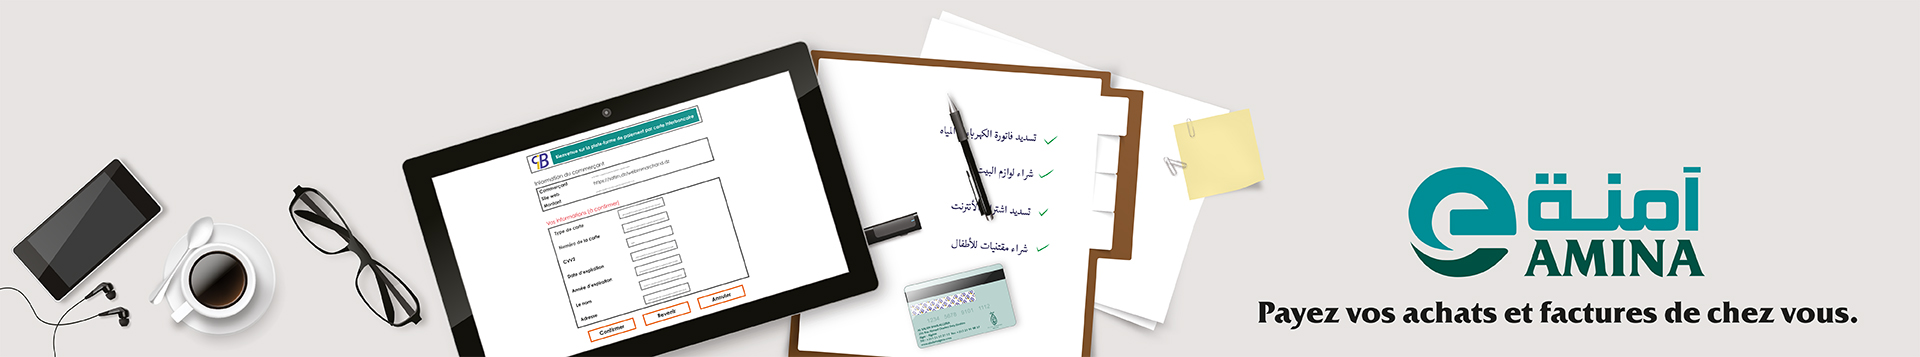 Bienvenue sur la plate-forme de paiement par carte interbancaire
Information du commerçant
Commerçant
Site web
Montant
Vos informations (à confirmer)
Type de carte
Numéro de la carte
CVV2
Date d'expiration
Année d'expiration
Le nom
Adresse
Confirmer
Revenir
Annuler
تسديد فاتورة الكهرباء المياه
شراء لوازم البيت
تسديد اشتر الأنترنت
شراء مقتنيات للأطفال
آمنة
AMINA
Payez vos achats et factures de chez vous.